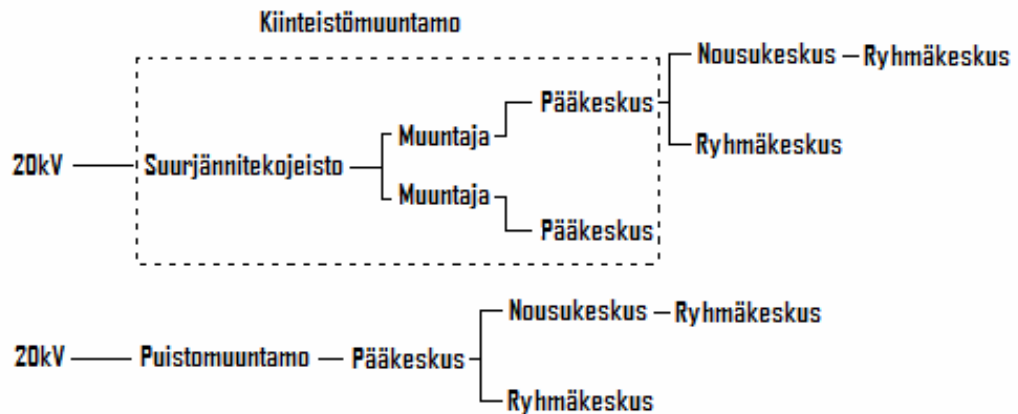 Kiinteistömuuntamo
Nousukeskus Ryhmäkeskus
Pääkeskus
Muuntaja
Ryhmäkeskus
20kV Suurjännitekojeisto
Muuntaja
Pääkeskus
Nousukeskus Ryhmäkeskus
20kV Puistomuuntamo Pääkeskus
Ryhmäkeskus